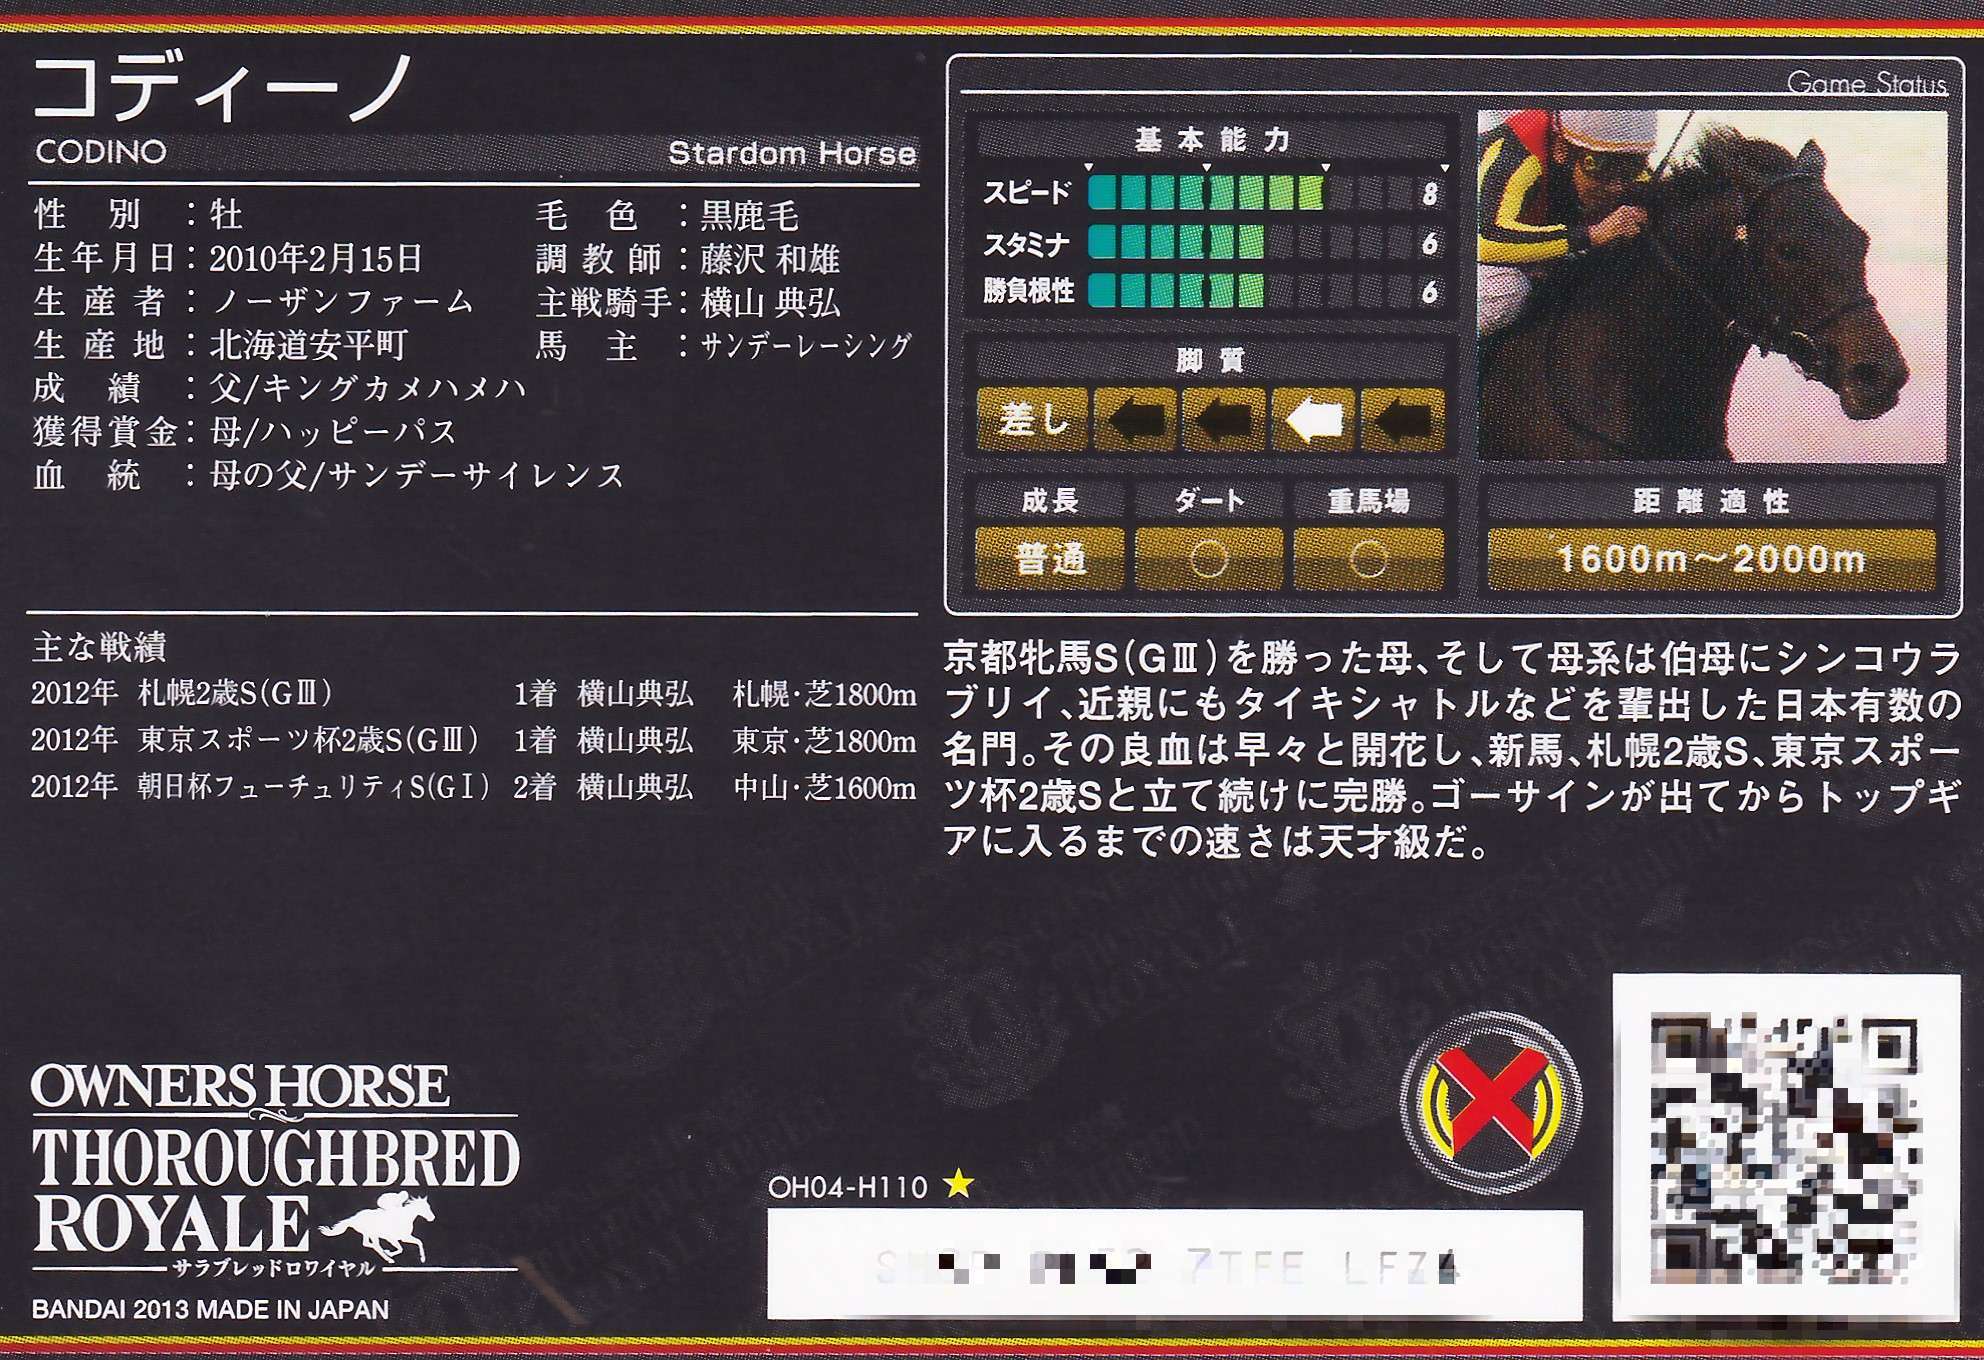 コディーノ
CODINO
Stardom Horse
性別：牡
毛色：黒鹿毛
生年月日：2010年2月15日
調教師：藤沢 和雄
生産者：ノーザンファーム
主戦騎手：横山 典弘
生産地：北海道安平町
馬主：サンデーレーシング
成績：父/キングカメハメハ
獲得賞金：母/ハッピーパス
血統：母の父/サンデーサイレンス
主な戦績
2012年 札幌2歳S(GⅢ) 1着 横山典弘 札幌･芝1800m
2012年 東京スポーツ杯2歳S(GⅢ) 1着 横山典弘 東京･芝1800m
2012年 朝日杯フューチュリティS(GⅠ) 2着 横山典弘 中山･芝1600m
Game Status
基本能力
スピード 8
スタミナ 6
勝負根性 6
脚質
差し
成長 ダート 重馬場 距離適性
普通 ○ ○ 1600m～2000m
京都牝馬S(GⅢ)を勝った母、そして母系は伯母にシンコウラ
ブリイ、近親にもタイキシャトルなどを輩出した日本有数の
名門。その良血は早々と開花し、新馬、札幌2歳S、東京スポー
ツ杯2歳Sと立て続けに完勝。ゴーサインが出てからトップギ
アに入るまでの速さは天才級だ。
OWNERS HORSE
THOROUGHBRED
ROYALE
サラブレッドロワイヤル
BANDAI 2013 MADE IN JAPAN
OH04-H110 ★
7TFE